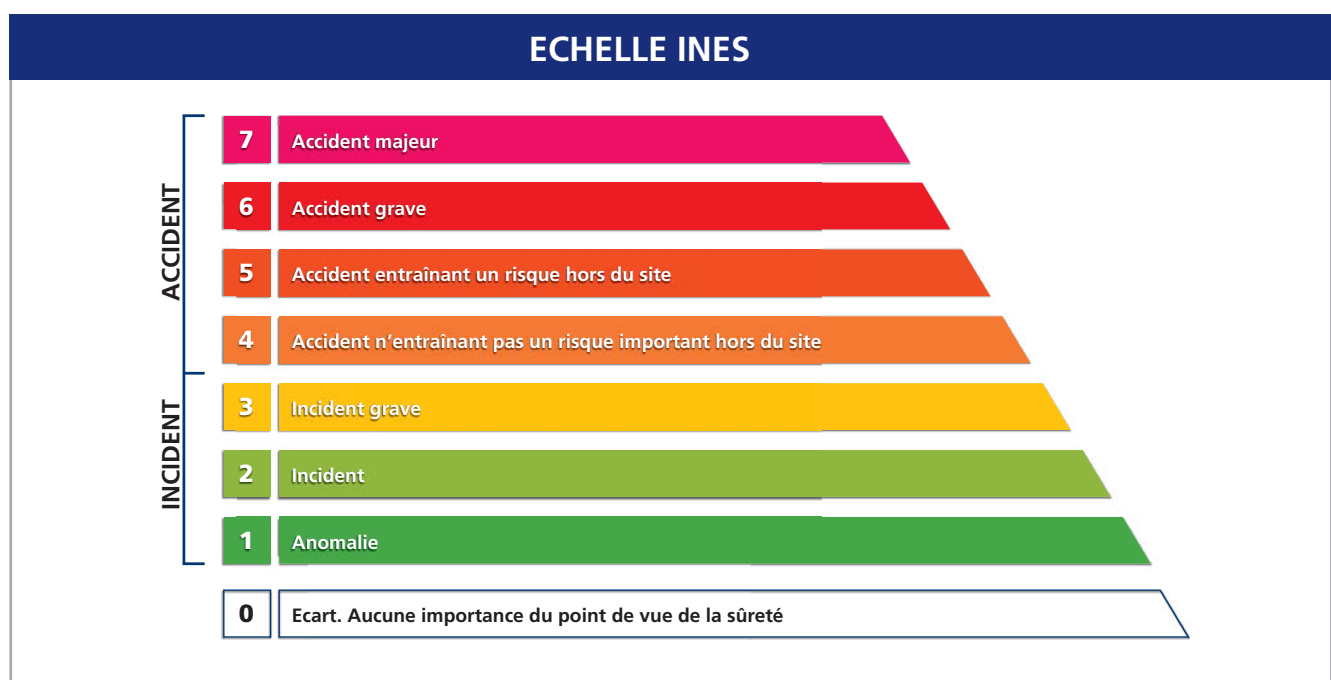 ECHELLE INES
ACCIDENT
7 Accident majeur
6 Accident grave
5 Accident entraînant un risque hors du site
4 Accident n’entraînant pas un risque important hors du site
INCIDENT
3 Incident grave
2 Incident
1 Anomalie
0 Ecart. Aucune importance du point de vue de la sûreté